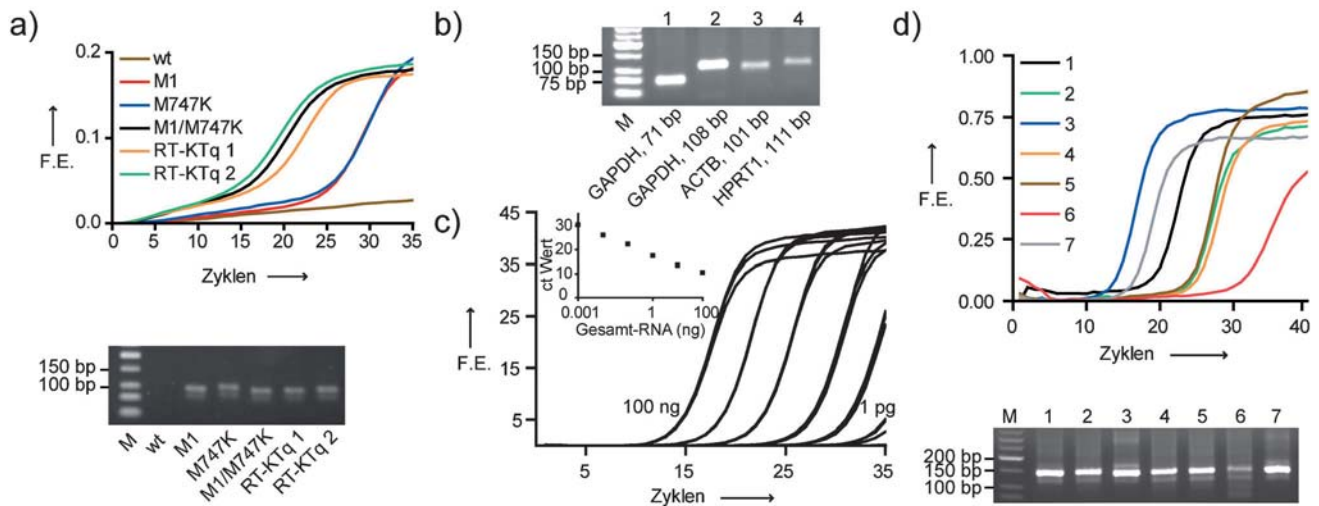 a)
0.2
0.1
0.0
F.E.
wt
M1
M747K
M1/M747K
RT-KTq 1
RT-KTq 2
0 5 10 15 20 25 30 35
Zyklen
150 bp
100 bp
M wt M1 M747K M1/M747K RT-KTq 1 RT-KTq 2
b)
1 2 3 4
150 bp
100 bp
75 bp
M
GAPDH, 71 bp
GAPDH, 108 bp
ACTB, 101 bp
HPRT1, 111 bp
c)
45
35
25
15
5
F.E.
ct Wert
30
20
10
0
0.001 1 100
Gesamt-RNA (ng)
100 ng
1 pg
5 15 25 35
Zyklen
d)
1.00
0.75
0.50
0.25
0.00
F.E.
1
2
3
4
5
6
7
0 10 20 30 40
Zyklen
M 1 2 3 4 5 6 7
200 bp
150 bp
100 bp